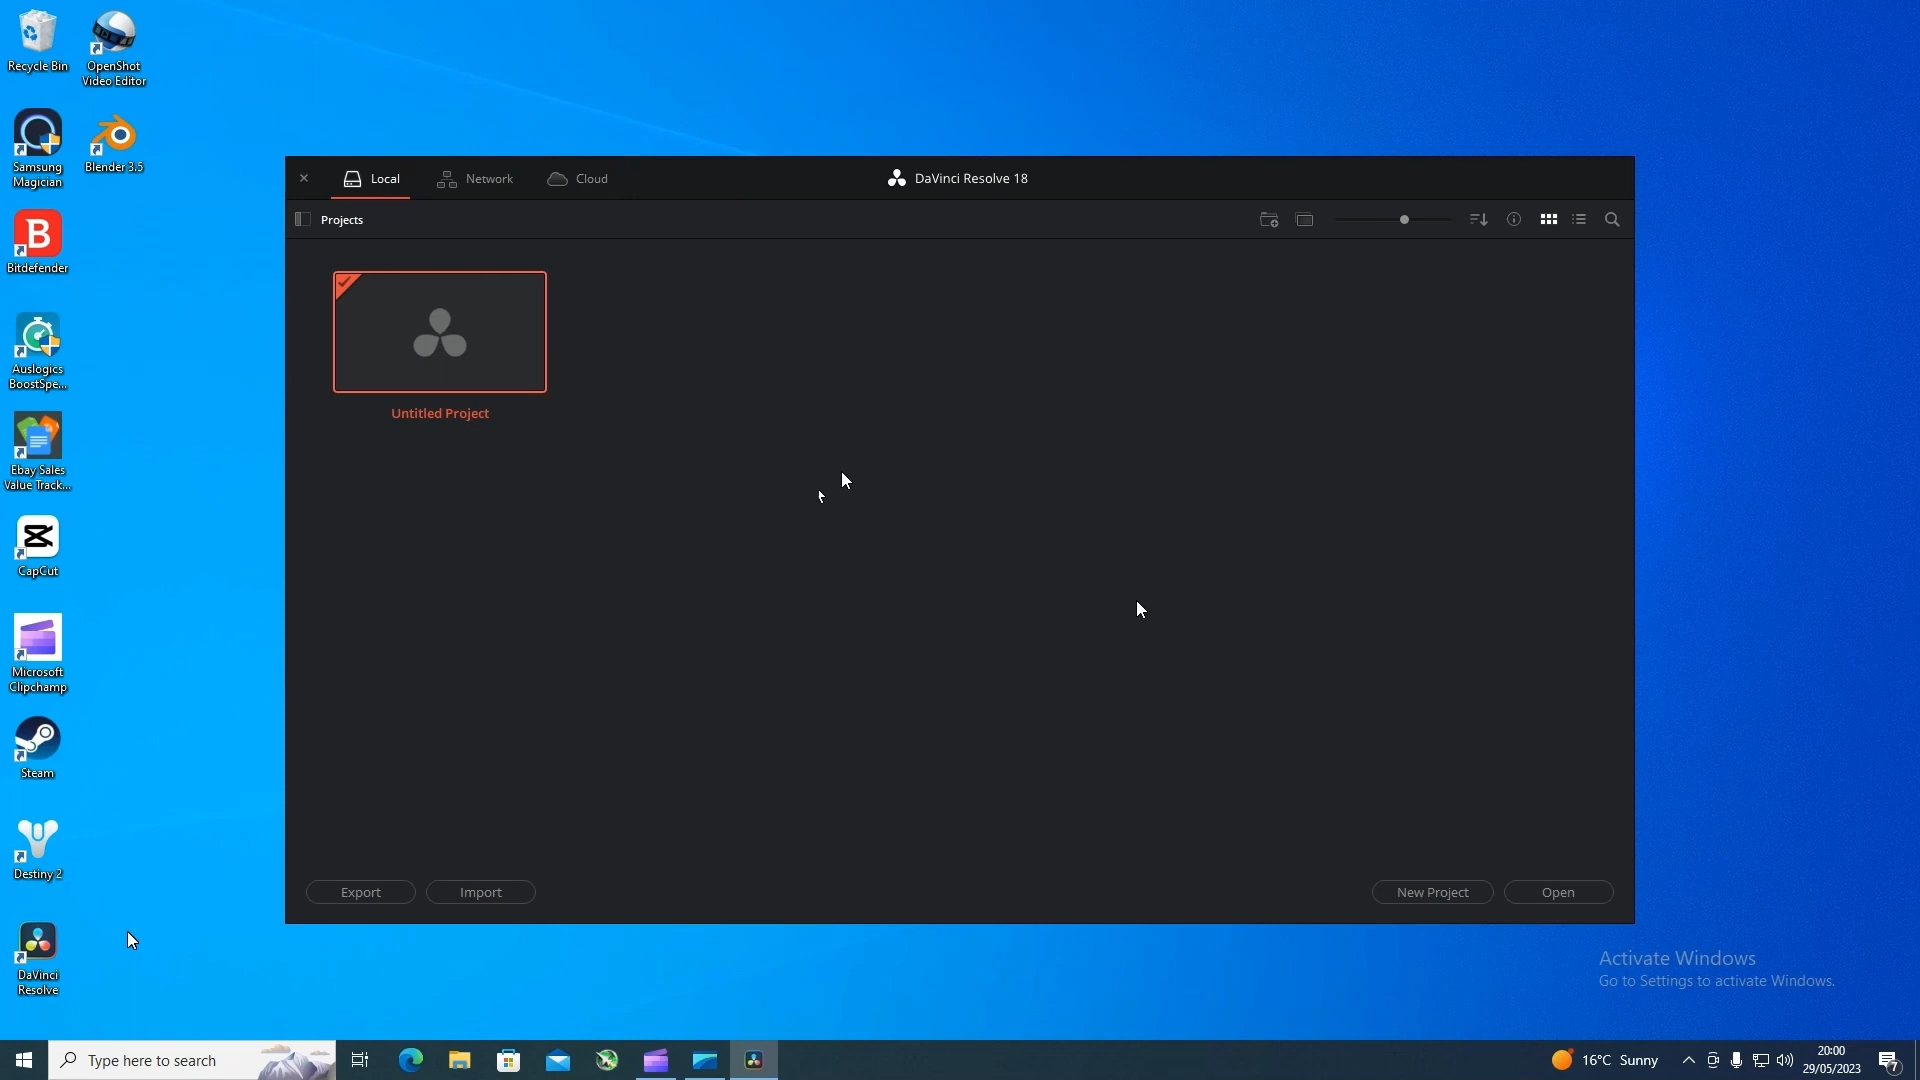 Recycle Bin
OpenShot
Video Editor
Samsung
Magician
Blender 3.5
Bitdefender
Auslogics
BoostSpe...
Ebay Sales
Value Track...
CapCut
Microsoft
Clipchamp
Steam
Destiny 2
DaVinci
Resolve
Local
Network
Cloud
DaVinci Resolve 18
Projects
Untitled Project
Export
Import
New Project
Open
Activate Windows
Go to Settings to activate Windows.
Type here to search
16°C Sunny
20:00
29/05/2023
7